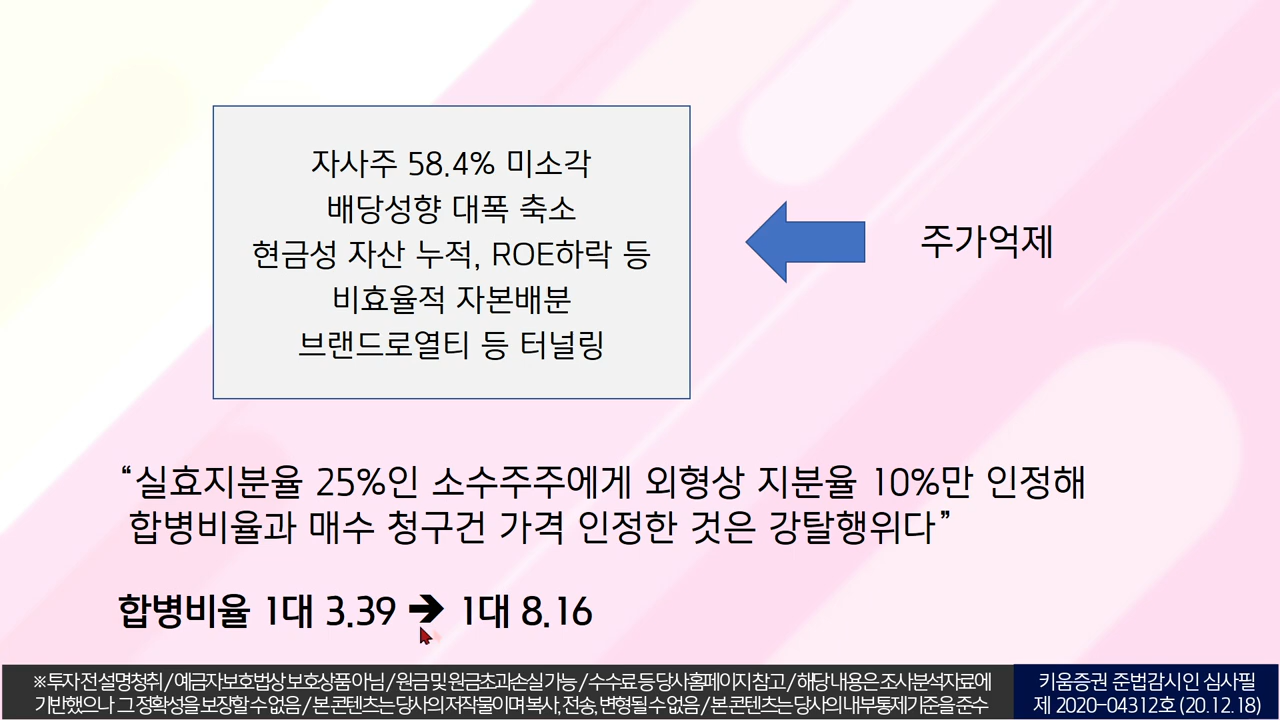 자사주 58.4% 미소각
배당성향 대폭 축소
현금성 자산 누적, ROE하락 등
비효율적 자본배분
브랜드로열티 등 터널링
주가억제
“실효지분율 25%인 소수주주에게 외형상 지분율 10%만 인정해
합병비율과 매수 청구건 가격 인정한 것은 강탈행위다”
합병비율 1대 3.39 ➔ 1대 8.16
※투자 전 설명청취 / 예금자보호법상 보호상품 아님 / 원금 및 원금초과손실 가능 / 수수료 등 당사홈페이지 참고 / 해당 내용은 조사분석자료에
기반했으나 그 정확성을 보장할 수 없음 / 본 콘텐츠는 당사의 저작물이며 복사, 전송, 변형될 수 없음 / 본 콘텐츠는 당사의 내부통제기준을 준수
키움증권 준법감시인 심사필
제 2020-04312호 (20.12.18)